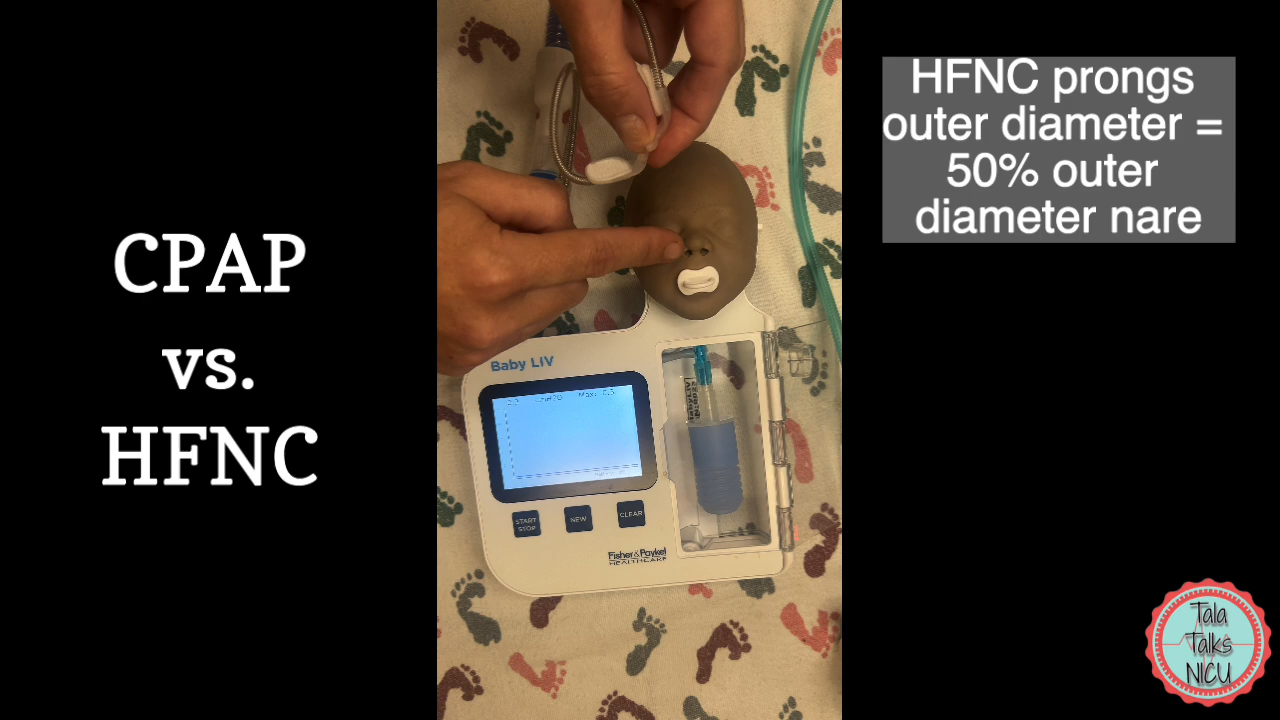 CPAP
vs.
HFNC
HFNC prongs
outer diameter =
50% outer
diameter nare
Baby LIV
START
STOP
NEW
CLEAR
Fisher & Paykel
HEALTHCARE
Tala
Talks
NICU